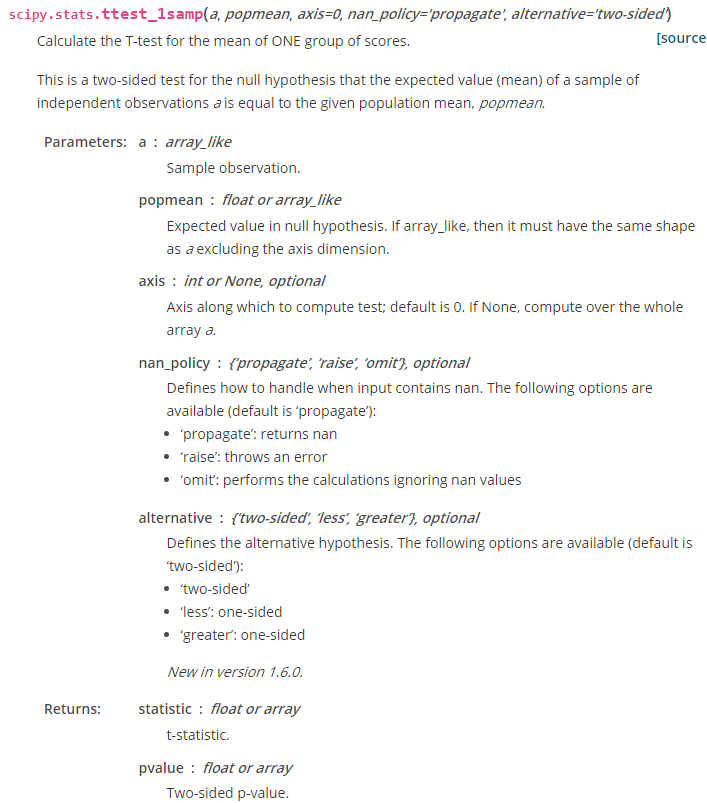 scipy.stats.ttest_1samp(a, popmean, axis=0, nan_policy='propagate', alternative='two-sided')
Calculate the T-test for the mean of ONE group of scores. [source
This is a two-sided test for the null hypothesis that the expected value (mean) of a sample of
independent observations a is equal to the given population mean, popmean.
Parameters: a : array_like
Sample observation.
popmean : float or array_like
Expected value in null hypothesis. If array_like, then it must have the same shape
as a excluding the axis dimension.
axis : int or None, optional
Axis along which to compute test; default is 0. If None, compute over the whole
array a.
nan_policy : {‘propagate’, ‘raise’, ‘omit’}, optional
Defines how to handle when input contains nan. The following options are
available (default is ‘propagate’):
• ‘propagate’: returns nan
• ‘raise’: throws an error
• ‘omit’: performs the calculations ignoring nan values
alternative : {‘two-sided’, ‘less’, ‘greater’}, optional
Defines the alternative hypothesis. The following options are available (default is
‘two-sided’):
• ‘two-sided’
• ‘less’: one-sided
• ‘greater’: one-sided
New in version 1.6.0.
Returns: statistic : float or array
t-statistic.
pvalue : float or array
Two-sided p-value.